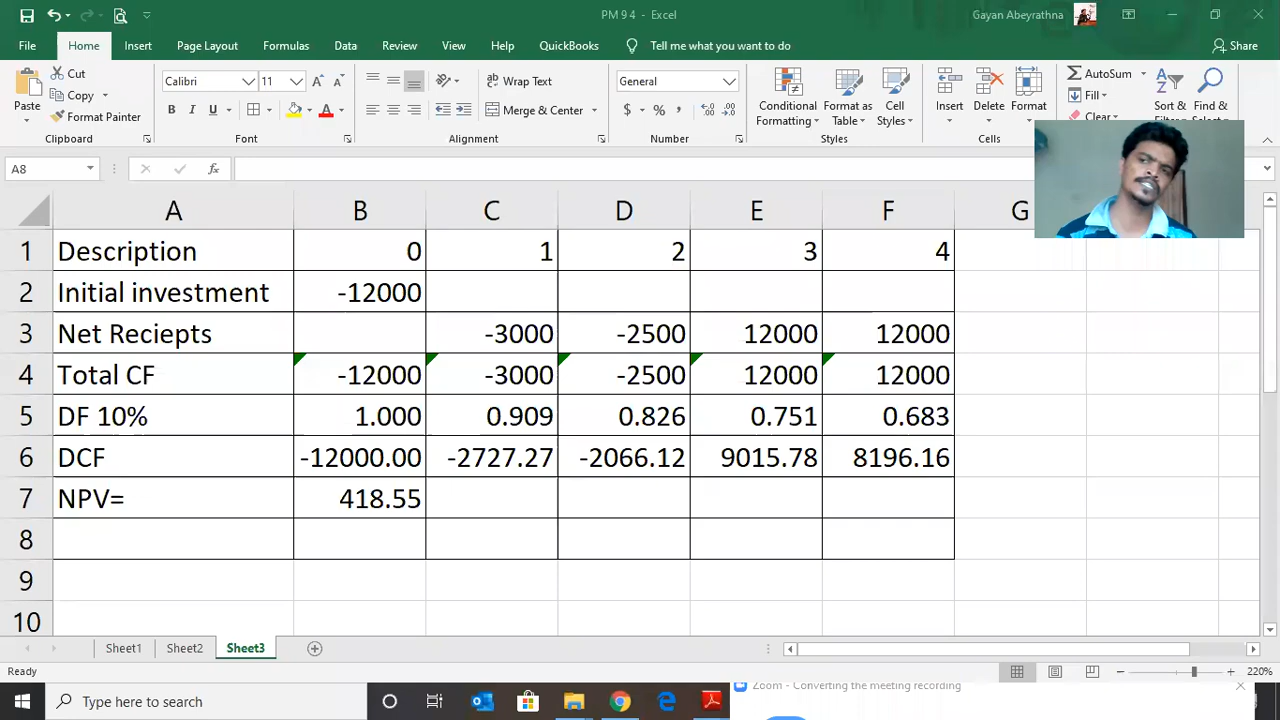 PM 9 4 - Excel
Gayan Abeyrathna
File Home Insert Page Layout Formulas Data Review View Help QuickBooks Tell me what you want to do Share
Paste
Cut
Copy
Format Painter
Clipboard
Calibri 11
B I U
Font
Wrap Text
Merge & Center
Alignment
General
$ % ,
Number
Conditional Formatting
Format as Table
Cell Styles
Styles
Insert
Delete
Format
Cells
AutoSum
Fill
Clear
Sort &
Find &
A8 fx
A B C D E F G
1 Description 0 1 2 3 4
2 Initial investment -12000
3 Net Reciepts -3000 -2500 12000 12000
4 Total CF -12000 -3000 -2500 12000 12000
5 DF 10% 1.000 0.909 0.826 0.751 0.683
6 DCF -12000.00 -2727.27 -2066.12 9015.78 8196.16
7 NPV= 418.55
8
9
10
Sheet1 Sheet2 Sheet3
Ready 220%
Type here to search
Zoom - Converting the meeting recording